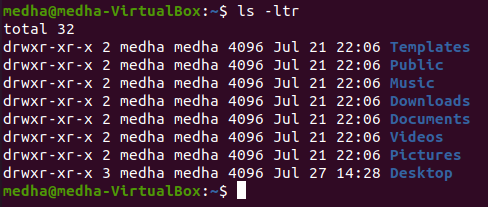 medha@medha-VirtualBox:~$ ls -ltr
total 32
drwxr-xr-x 2 medha medha 4096 Jul 21 22:06 Templates
drwxr-xr-x 2 medha medha 4096 Jul 21 22:06 Public
drwxr-xr-x 2 medha medha 4096 Jul 21 22:06 Music
drwxr-xr-x 2 medha medha 4096 Jul 21 22:06 Downloads
drwxr-xr-x 2 medha medha 4096 Jul 21 22:06 Documents
drwxr-xr-x 2 medha medha 4096 Jul 21 22:06 Videos
drwxr-xr-x 2 medha medha 4096 Jul 21 22:06 Pictures
drwxr-xr-x 3 medha medha 4096 Jul 27 14:28 Desktop
medha@medha-VirtualBox:~$